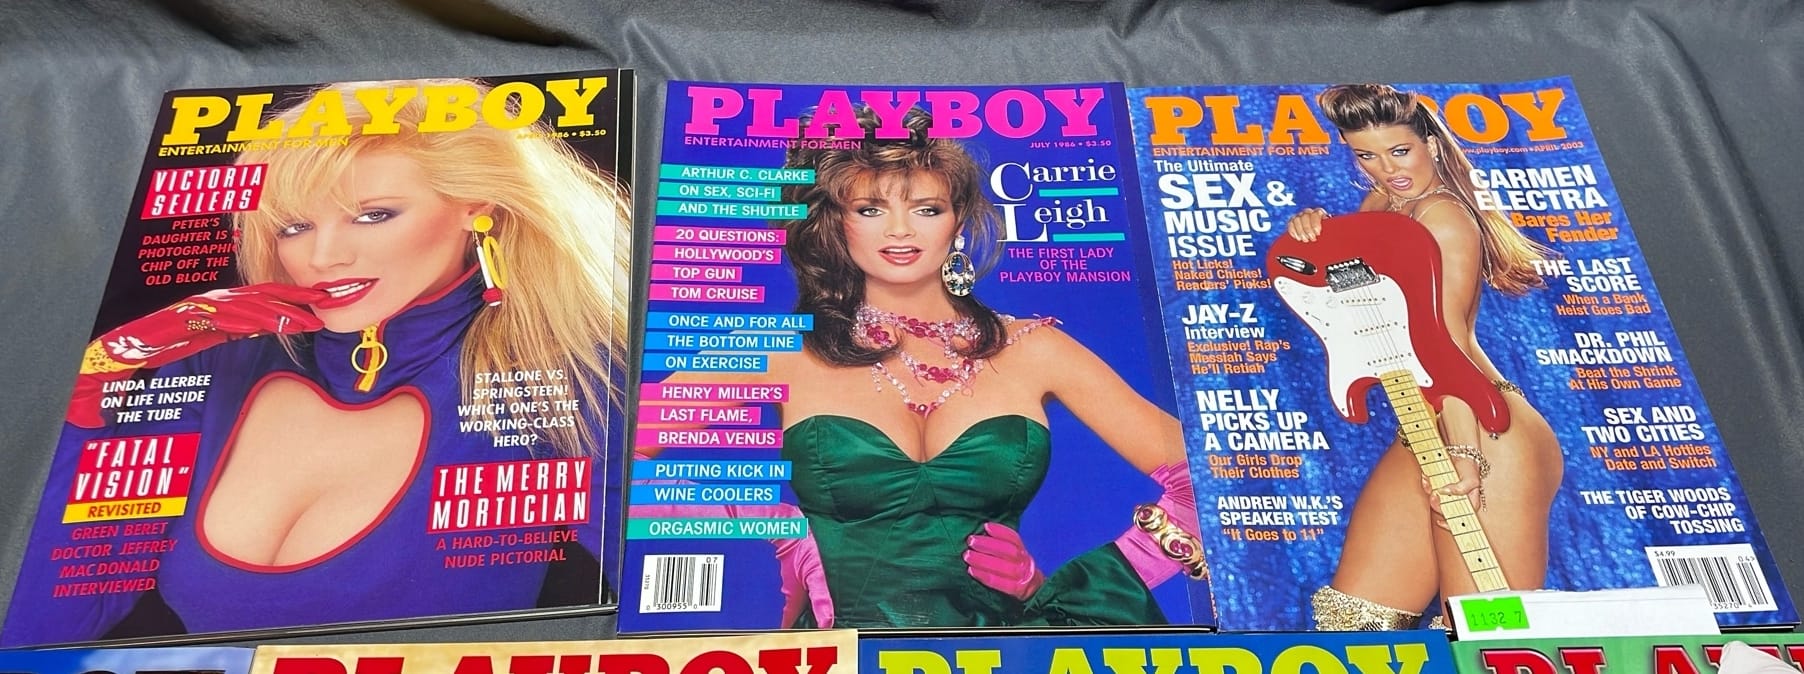 PLAYBOY
ENTERTAINMENT FOR MEN
APRIL 1986 • $3.50
VICTORIA
SELLERS
PETER'S
DAUGHTER IS A
PHOTOGRAPHIC
CHIP OFF THE
OLD BLOCK
LINDA ELLERBEE
ON LIFE INSIDE
THE TUBE
"FATAL
VISION"
REVISITED
GREEN BERET
DOCTOR JEFFREY
MACDONALD
INTERVIEWED
STALLONE VS.
SPRINGSTEEN!
WHICH ONE'S THE
WORKING-CLASS
HERO?
THE MERRY
MORTICIAN
A HARD-TO-BELIEVE
NUDE PICTORIAL
PLAYBOY
ENTERTAINMENT FOR MEN
JULY 1986 • $3.50
ARTHUR C. CLARKE
ON SEX, SCI-FI
AND THE SHUTTLE
20 QUESTIONS:
HOLLYWOOD'S
TOP GUN
TOM CRUISE
ONCE AND FOR ALL
THE BOTTOM LINE
ON EXERCISE
HENRY MILLER'S
LAST FLAME,
BRENDA VENUS
PUTTING KICK IN
WINE COOLERS
ORGASMIC WOMEN
Carrie
Leigh
THE FIRST LADY
OF THE
PLAYBOY MANSION
07
0 300955 0
PLAYBOY
ENTERTAINMENT FOR MEN
www.playboy.com • APRIL 2003
The Ultimate
SEX &
MUSIC
ISSUE
Hot Licks!
Naked Chicks!
Readers' Picks!
JAY-Z
Interview
Exclusive! Rap's
Messiah Says
He'll Retiah
NELLY
PICKS UP
A CAMERA
Our Girls Drop
Their Clothes
ANDREW W.K.'S
SPEAKER TEST
"It Goes to 11"
CARMEN
ELECTRA
Bares Her
Fender
THE LAST
SCORE
When a Bank
Heist Goes Bad
DR. PHIL
SMACKDOWN
Beat the Shrink
At His Own Game
SEX AND
TWO CITIES
NY and LA Hotties
Date and Switch
THE TIGER WOODS
OF COW-CHIP
TOSSING
$4.99
04>
35270
1132 7
PLAYBOY
PLAYBOY